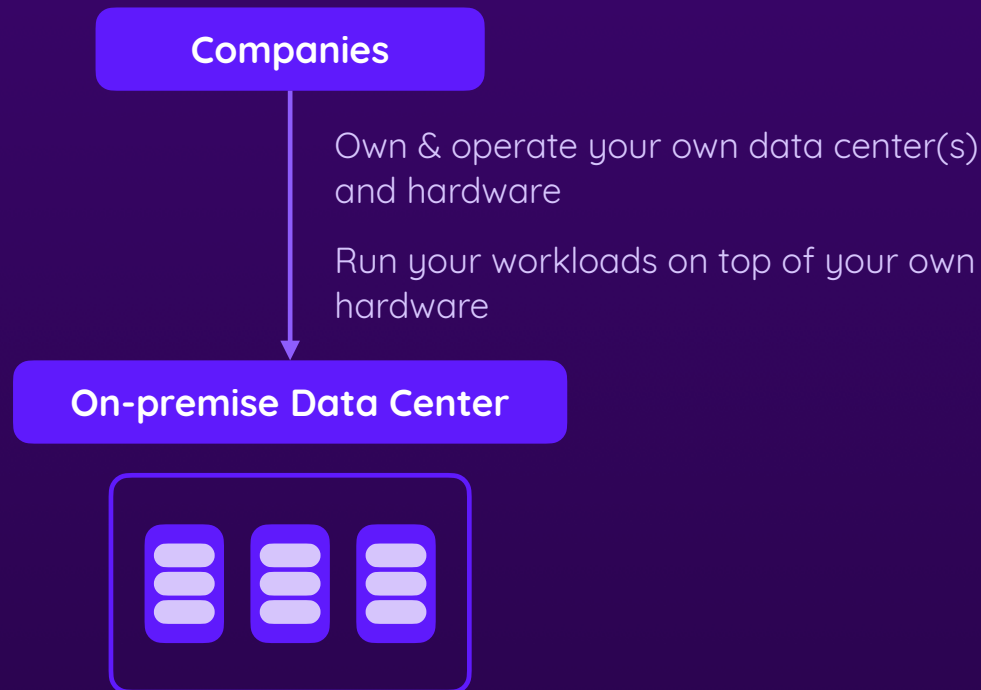 Companies
Own & operate your own data center(s)
and hardware
Run your workloads on top of your own
hardware
On-premise Data Center